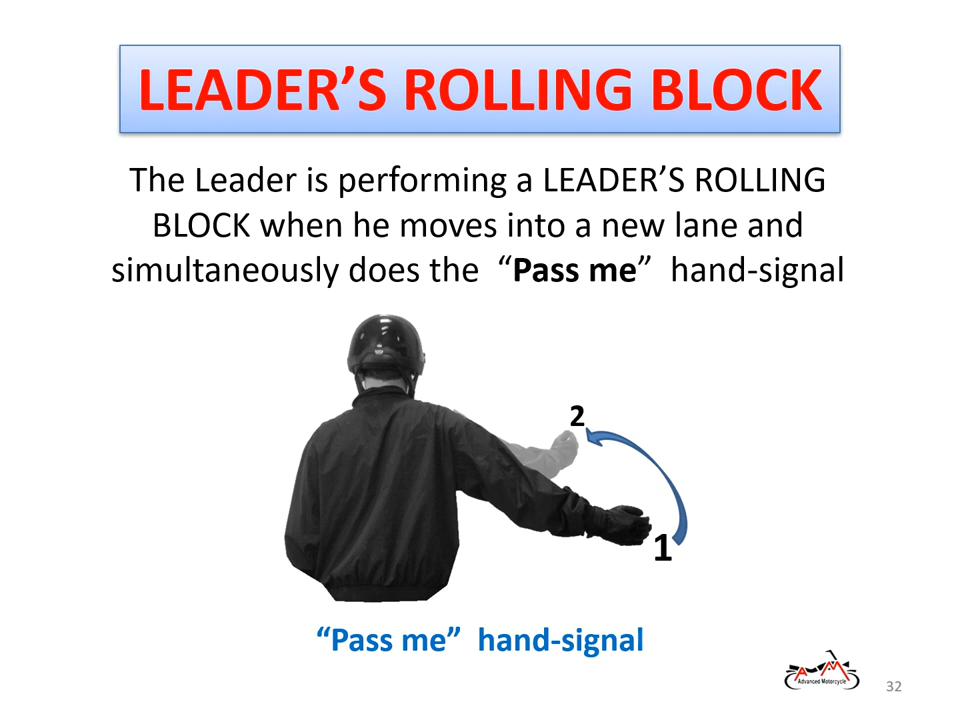 LEADER’S ROLLING BLOCK
The Leader is performing a LEADER’S ROLLING
BLOCK when he moves into a new lane and
simultaneously does the “Pass me” hand-signal
2
1
“Pass me” hand-signal
Advanced Motorcycle
32